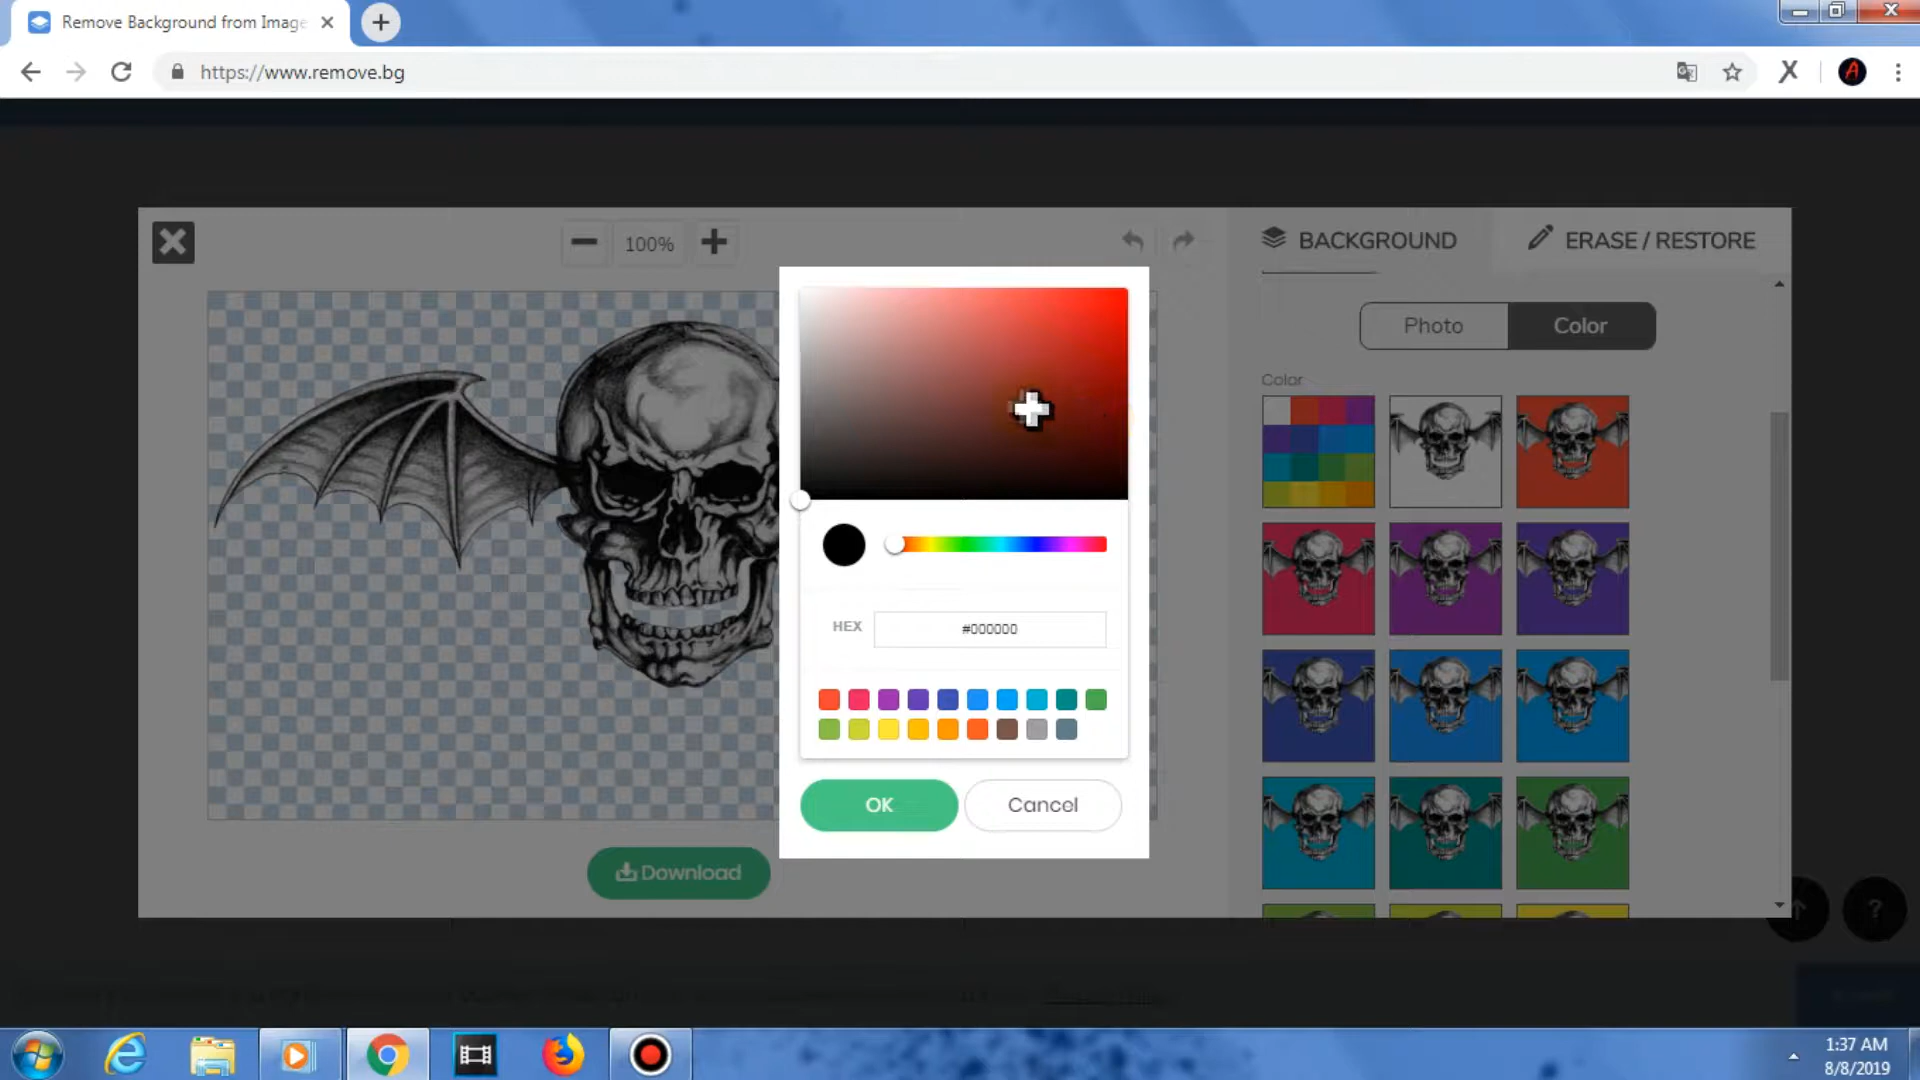 Remove Background from Image
https://www.remove.bg
100%
BACKGROUND
ERASE / RESTORE
Photo
Color
Color
HEX
#000000
OK
Cancel
Download
?
1:37 AM
8/8/2019